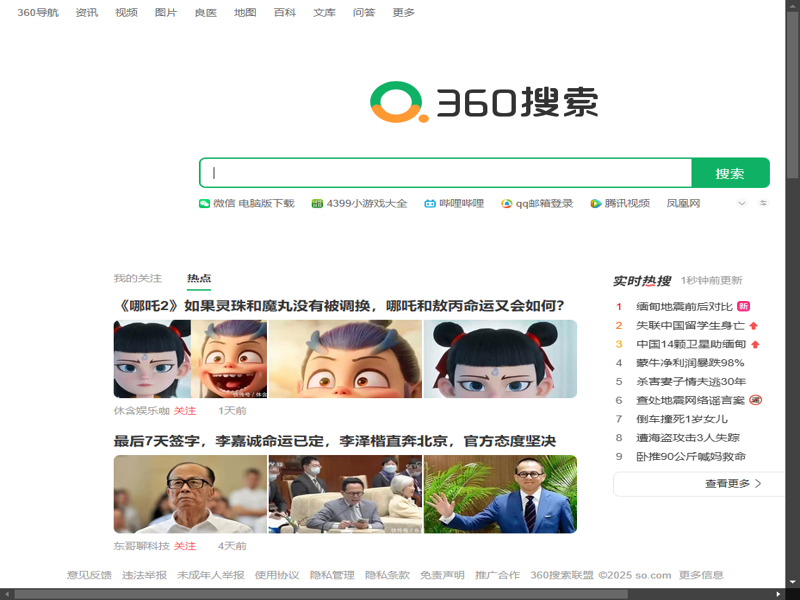 360导航 资讯 视频 图片 良医 地图 百科 文库 问答 更多
360搜索
搜索
微信 电脑版下载 4399小游戏大全 哔哩哔哩 qq邮箱登录 腾讯视频 凤凰网
我的关注 热点
《哪吒2》如果灵珠和魔丸没有被调换，哪吒和敖丙命运又会如何?
休含娱乐咖 关注 1天前
最后7天签字，李嘉诚命运已定，李泽楷直奔北京，官方态度坚决
东哥聊科技 关注 4天前
实时热搜 1秒钟前更新
1 缅甸地震前后对比 新
2 失联中国留学生身亡
3 中国14颗卫星助缅甸
4 蒙牛净利润暴跌98%
5 杀害妻子情夫逃30年
6 查处地震网络谣言案
7 倒车撞死1岁女儿
8 遭海盗攻击3人失踪
9 卧推90公斤喊妈救命
查看更多
意见反馈 违法举报 未成年人举报 使用协议 隐私管理 隐私条款 免责声明 推广合作 360搜索联盟 ©2025 so.com 更多信息